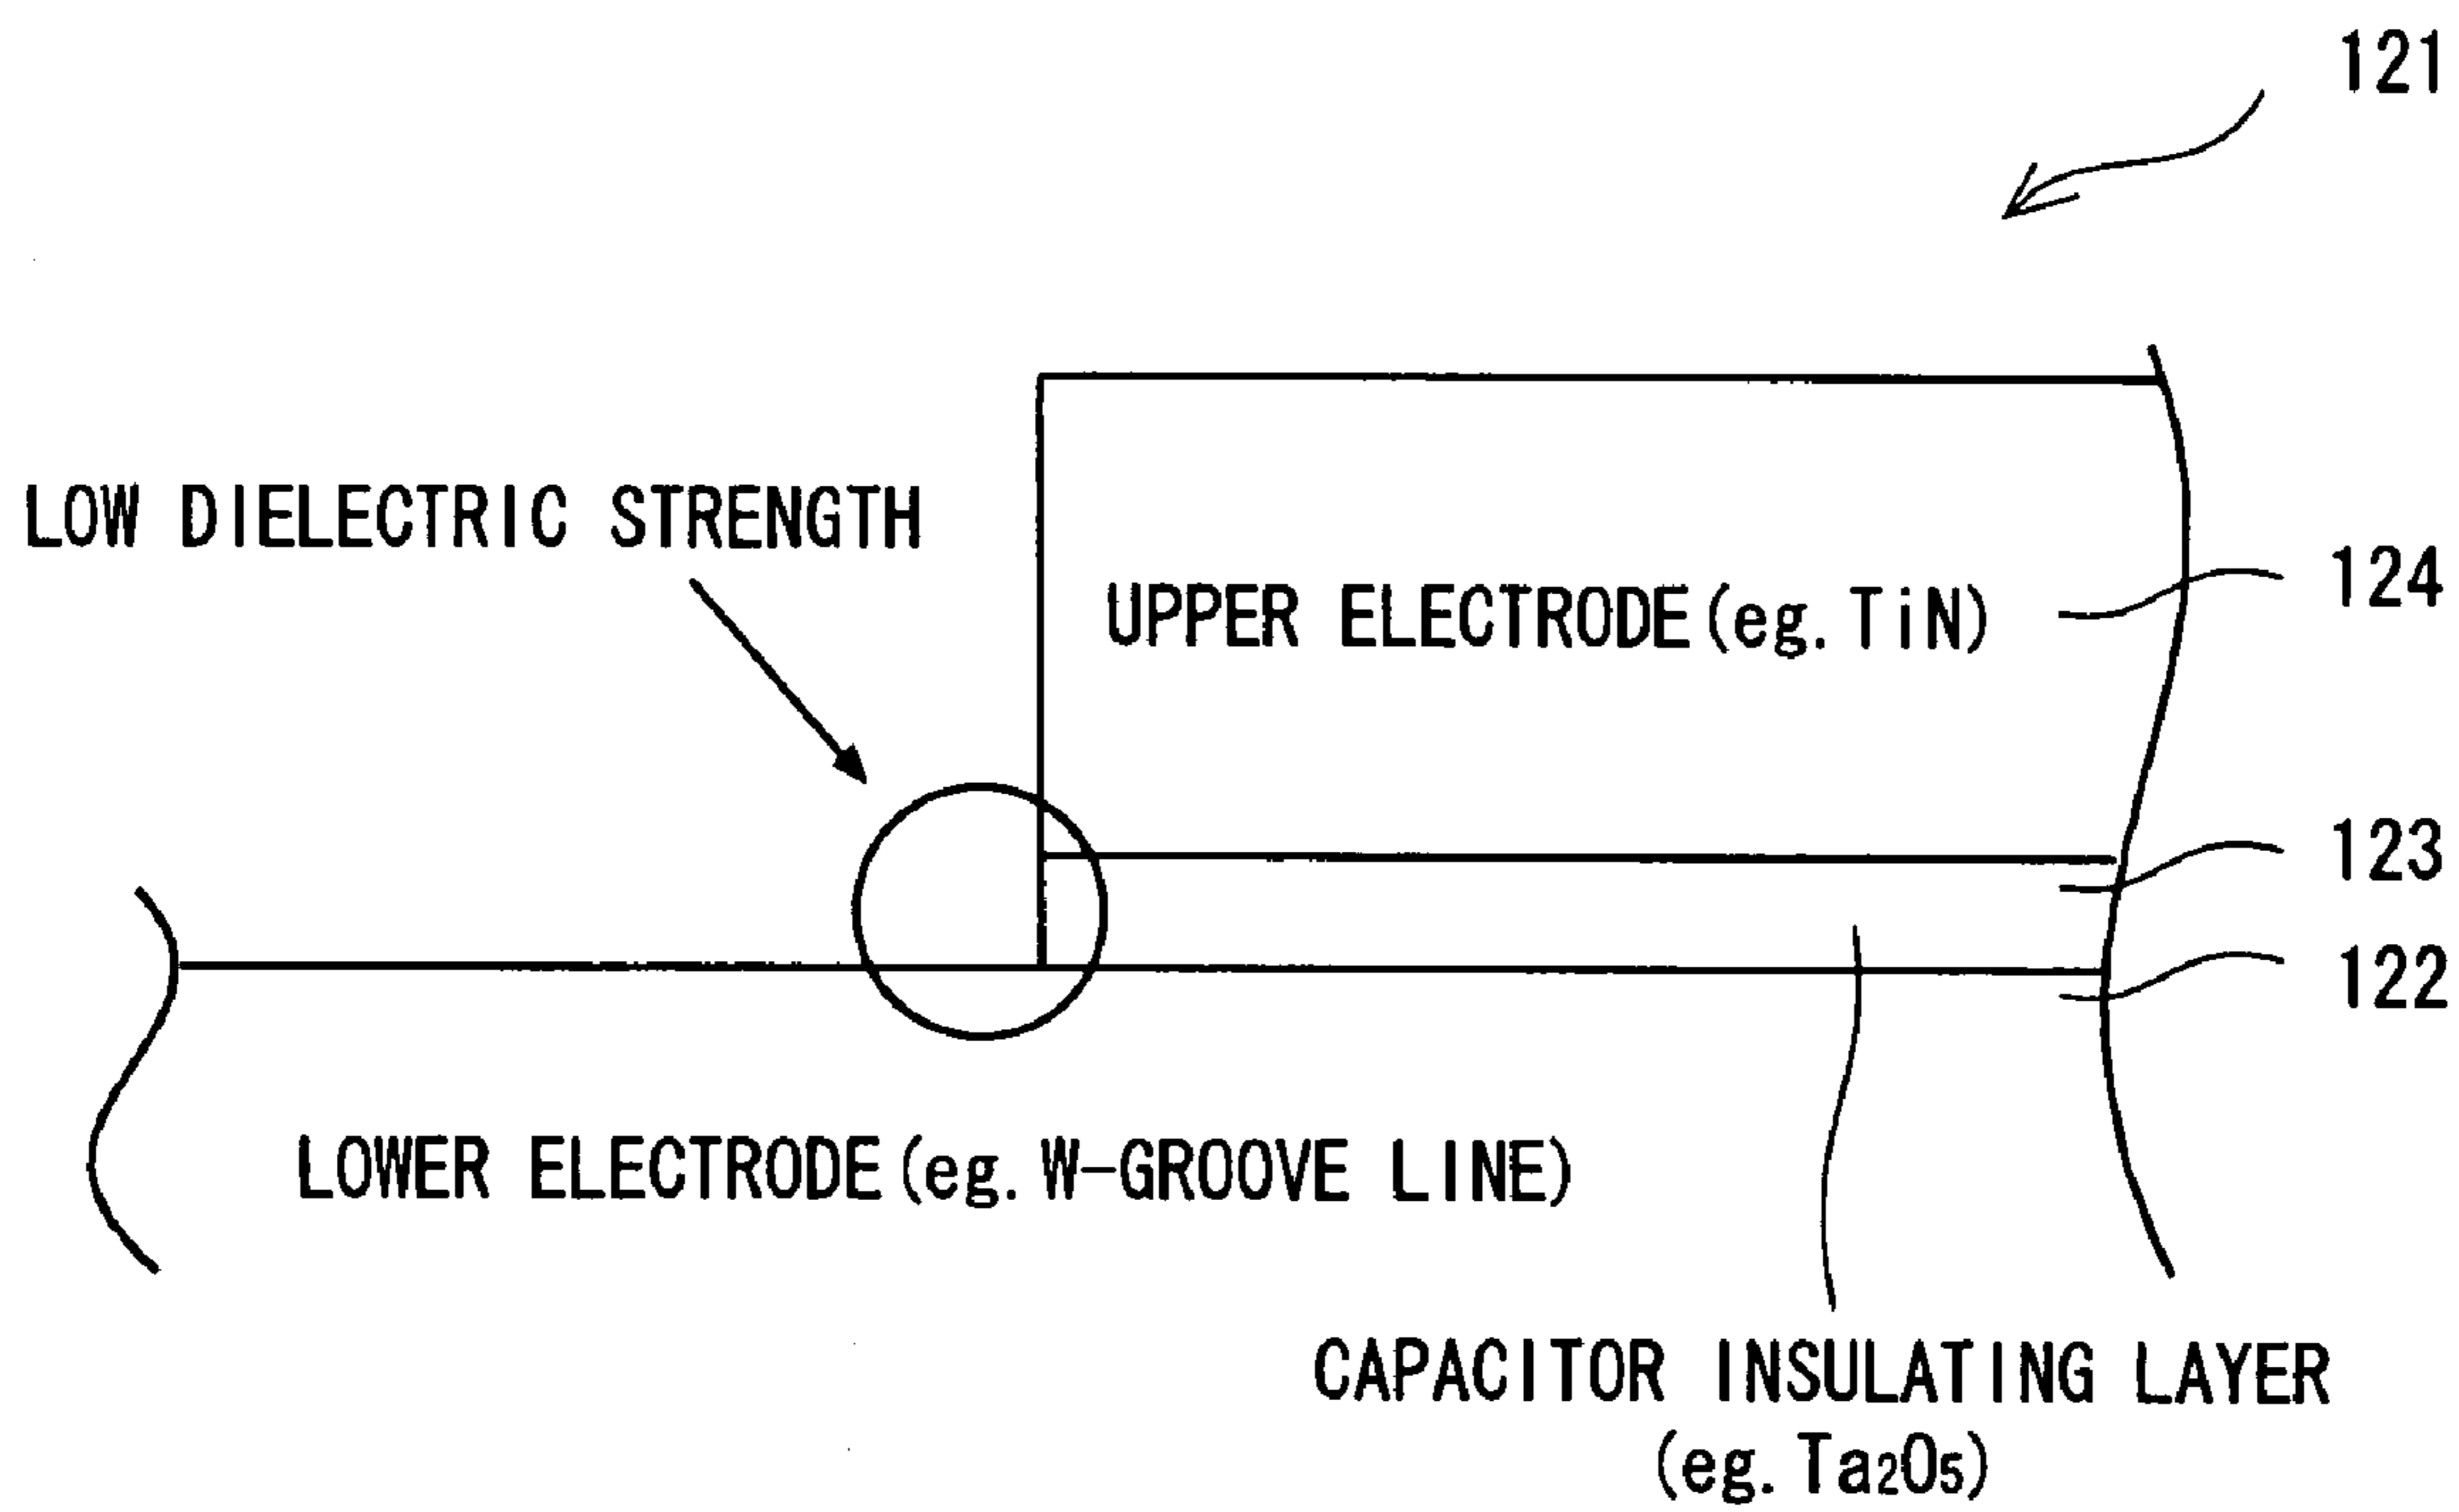 121
LOW DIELECTRIC STRENGTH
UPPER ELECTRODE(eg. TiN)
124
123
122
LOWER ELECTRODE(eg. W-GROOVE LINE)
CAPACITOR INSULATING LAYER
(eg. Ta₂O₅)